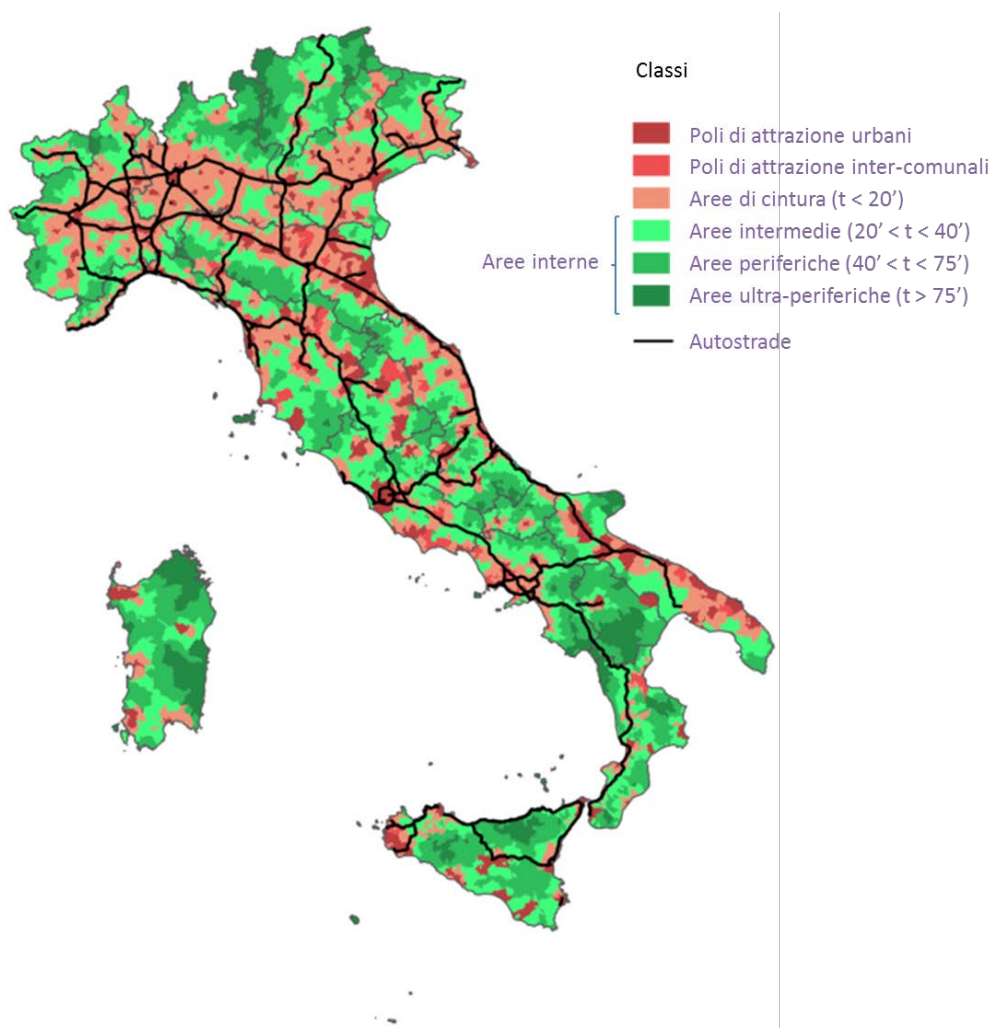 Classi
Poli di attrazione urbani
Poli di attrazione inter-comunali
Aree di cintura (t < 20’)
Aree intermedie (20’ < t < 40’)
Aree interne
Aree periferiche (40’ < t < 75’)
Aree ultra-periferiche (t > 75’)
Autostrade